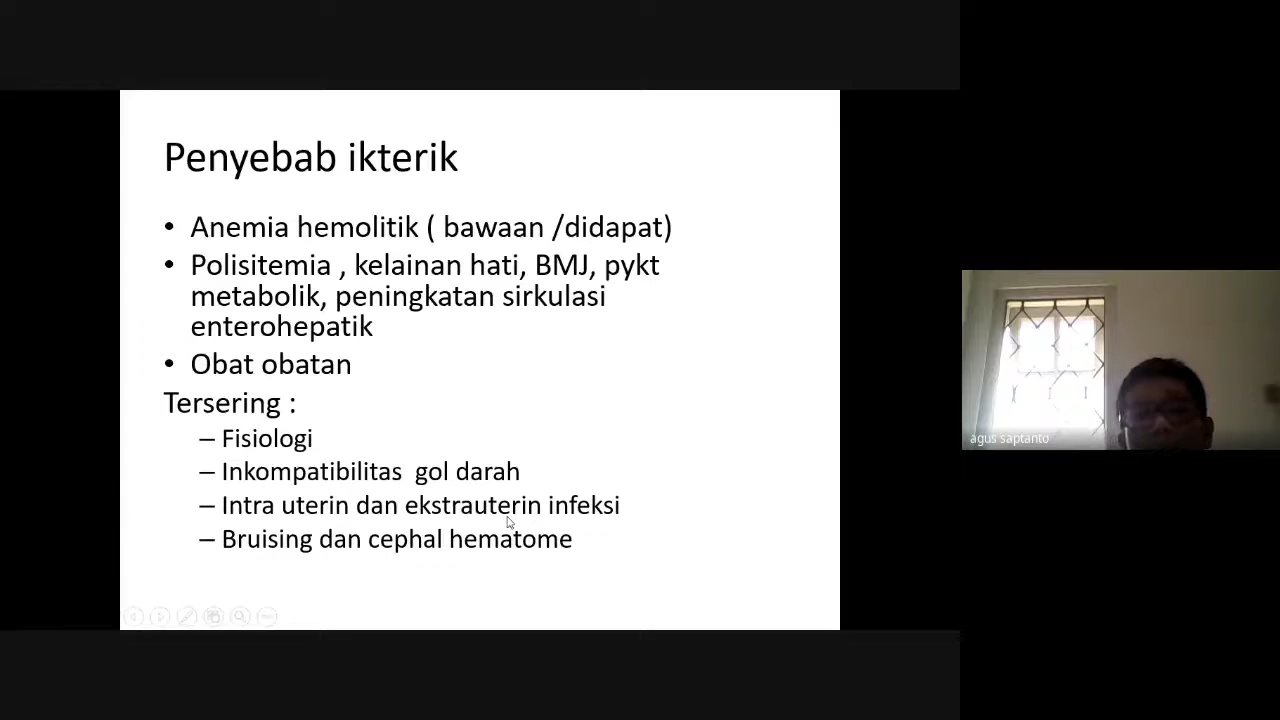 Penyebab ikterik
• Anemia hemolitik ( bawaan /didapat)
• Polisitemia , kelainan hati, BMJ, pykt
metabolik, peningkatan sirkulasi
enterohepatik
• Obat obatan
Tersering :
– Fisiologi
– Inkompatibilitas gol darah
– Intra uterin dan ekstrauterin infeksi
– Bruising dan cephal hematome
agus saptanto